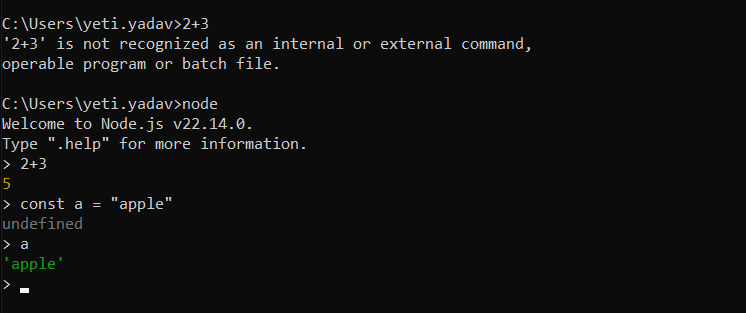 C:\Users\yeti.yadav>2+3
'2+3' is not recognized as an internal or external command,
operable program or batch file.
C:\Users\yeti.yadav>node
Welcome to Node.js v22.14.0.
Type ".help" for more information.
> 2+3
5
> const a = "apple"
undefined
> a
'apple'
>